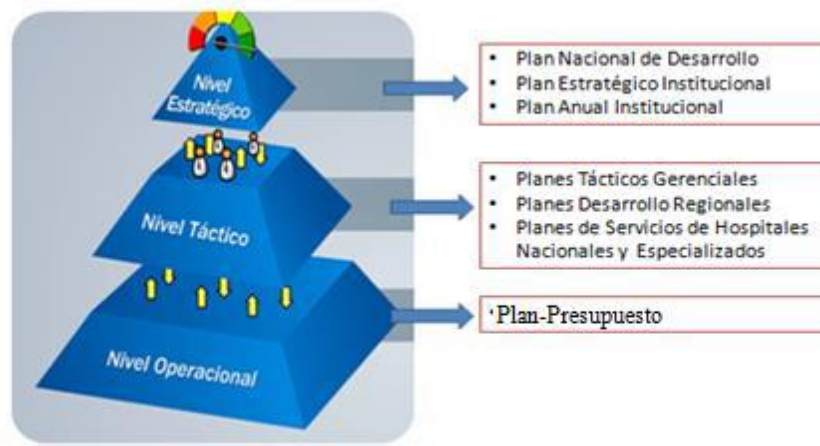 Nivel
Estratégico
• Plan Nacional de Desarrollo
• Plan Estratégico Institucional
• Plan Anual Institucional
Nivel Táctico
• Planes Tácticos Gerenciales
• Planes Desarrollo Regionales
• Planes de Servicios de Hospitales
Nacionales y Especializados
Nivel Operacional
•Plan-Presupuesto